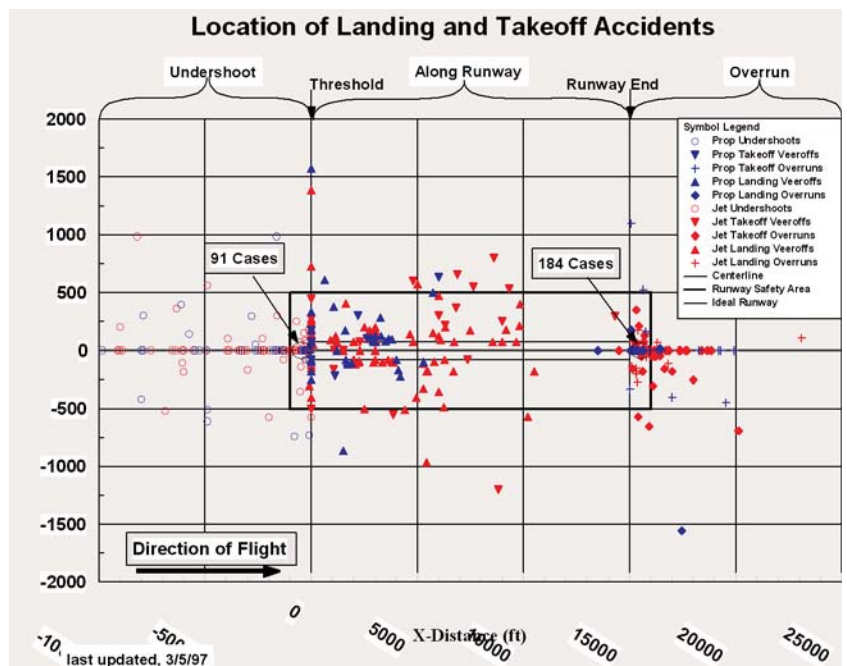 Location of Landing and Takeoff Accidents
Undershoot
Along Runway
Overrun
Threshold
Runway End
2000
1500
1000
500
0
-500
-1000
-1500
-2000
Symbol Legend
Prop Undershoots
Prop Takeoff Veeroffs
Prop Takeoff Overruns
Prop Landing Veeroffs
Prop Landing Overruns
Jet Undershoots
Jet Takeoff Veeroffs
Jet Takeoff Overruns
Jet Landing Veeroffs
Jet Landing Overruns
Centerline
Runway Safety Area
Ideal Runway
91 Cases
184 Cases
Direction of Flight
-500
0
5000
15000
20000
25000
X-Distance (ft)
last updated, 3/5/97